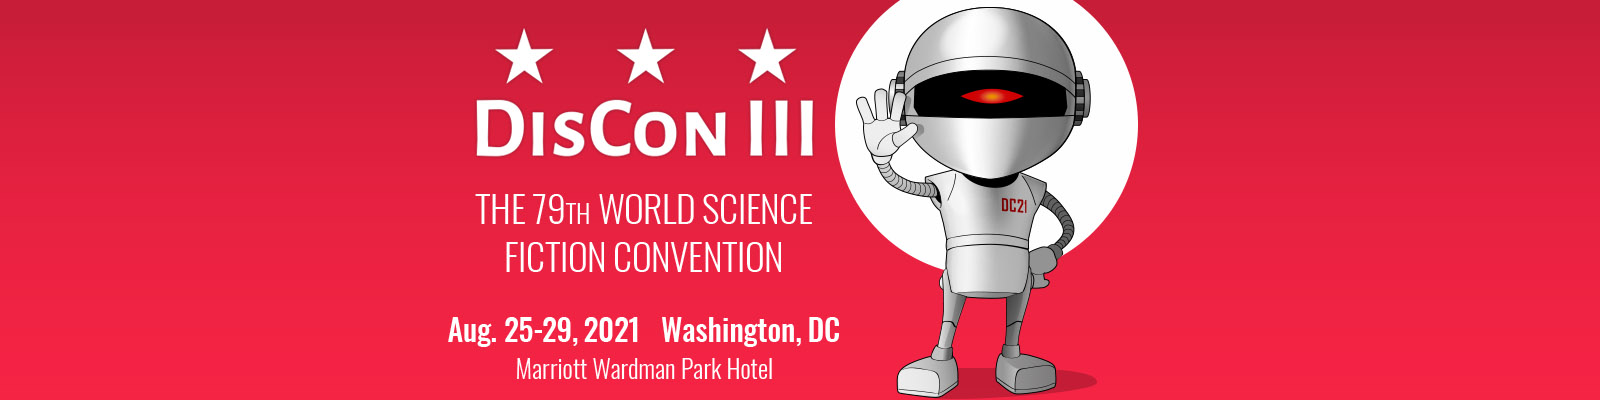 DisCon III
THE 79TH WORLD SCIENCE
FICTION CONVENTION
Aug. 25-29, 2021 Washington, DC
Marriott Wardman Park Hotel
DC21